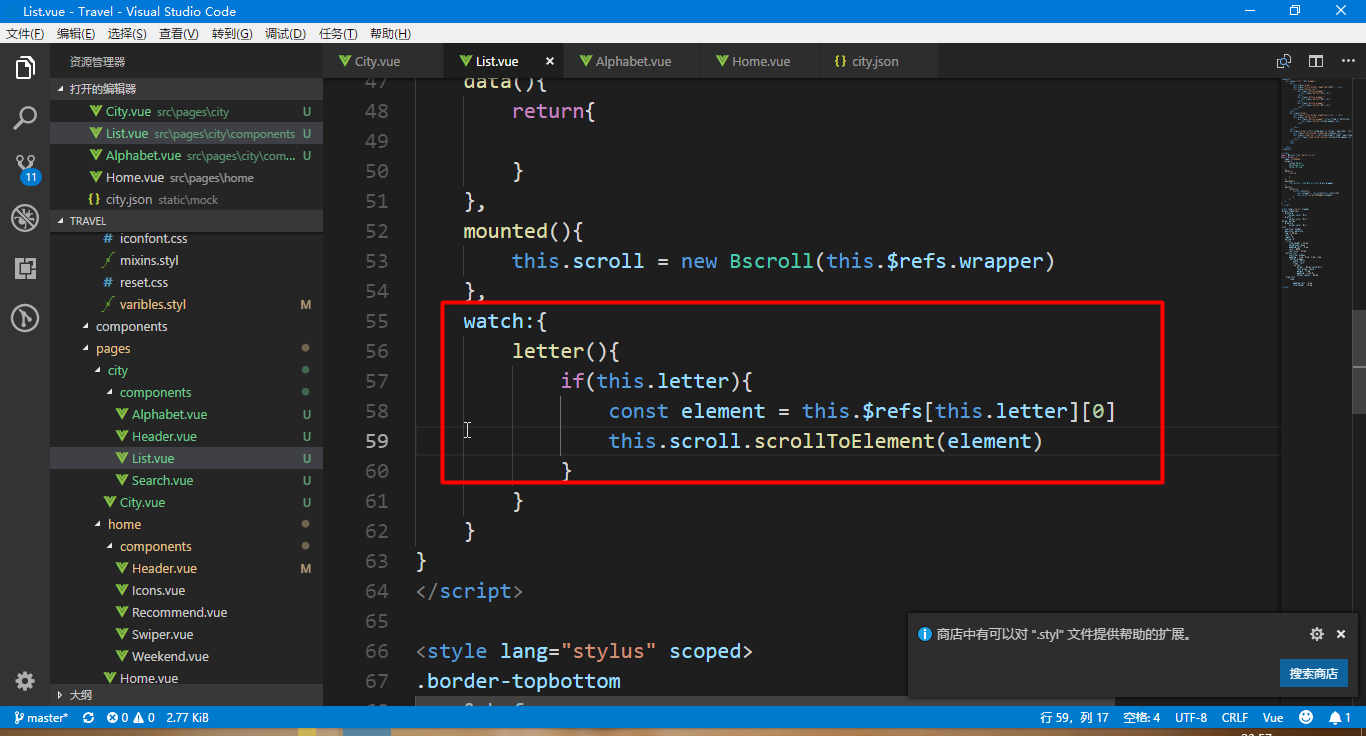 List.vue - Travel - Visual Studio Code
文件(F) 编辑(E) 选择(S) 查看(V) 转到(G) 调试(D) 任务(T) 帮助(H)
资源管理器
打开的编辑器
City.vue src\pages\city U
List.vue src\pages\city\components U
Alphabet.vue src\pages\city\com... U
Home.vue src\pages\home
{} city.json static\mock
11
TRAVEL
# iconfont.css
mixins.styl
# reset.css
varibles.styl M
components
pages
city
components
Alphabet.vue U
Header.vue U
List.vue U
Search.vue U
City.vue U
home
components
Header.vue M
Icons.vue
Recommend.vue
Swiper.vue
Weekend.vue
Home.vue
大纲
City.vue List.vue Alphabet.vue Home.vue {} city.json
47 data(){
48 return{
49
50 }
51 },
52 mounted(){
53 this.scroll = new Bscroll(this.$refs.wrapper)
54 },
55 watch:{
56 letter(){
57 if(this.letter){
58 const element = this.$refs[this.letter][0]
59 this.scroll.scrollToElement(element)
60 }
61 }
62 }
63 }
64 </script>
65
66 <style lang="stylus" scoped>
67 .border-topbottom
商店中有可以对 ".styl" 文件提供帮助的扩展。
搜索商店
master* 0 0 2.77 KiB 行 59，列 17 空格: 4 UTF-8 CRLF Vue 1